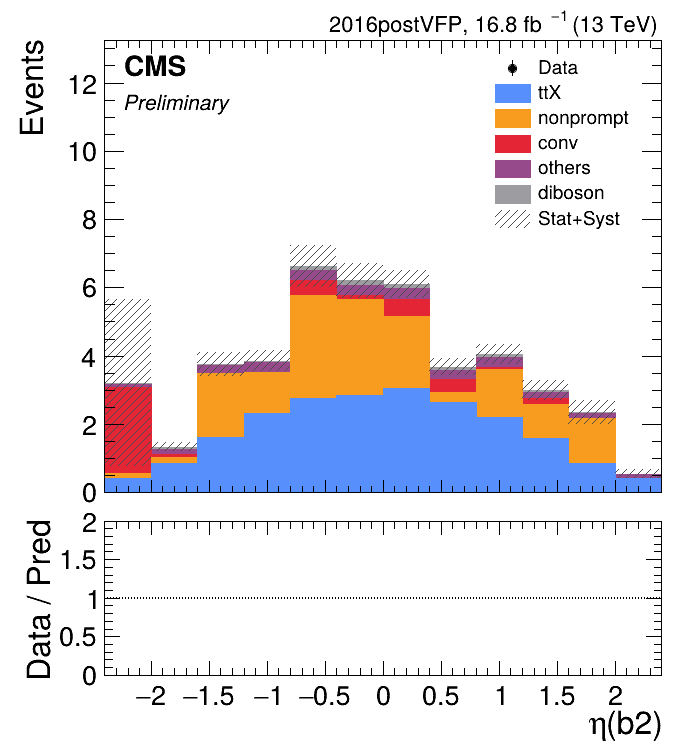 2016postVFP, 16.8 fb⁻¹ (13 TeV)
CMS
Preliminary
Events
12
10
8
6
4
2
0
Data
ttX
nonprompt
conv
others
diboson
Stat+Syst
Data / Pred
2
1.5
1
0.5
0
−2 −1.5 −1 −0.5 0 0.5 1 1.5 2
η(b2)